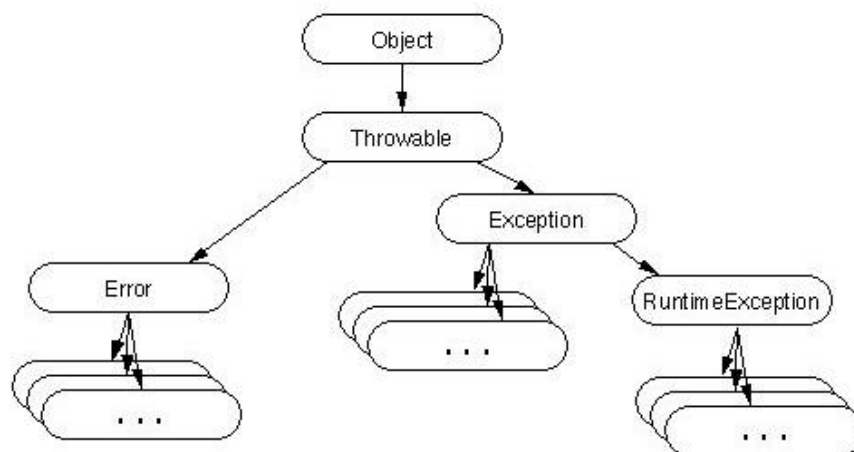 Object
Throwable
Exception
Error
RuntimeException
. . .
. . .
. . .